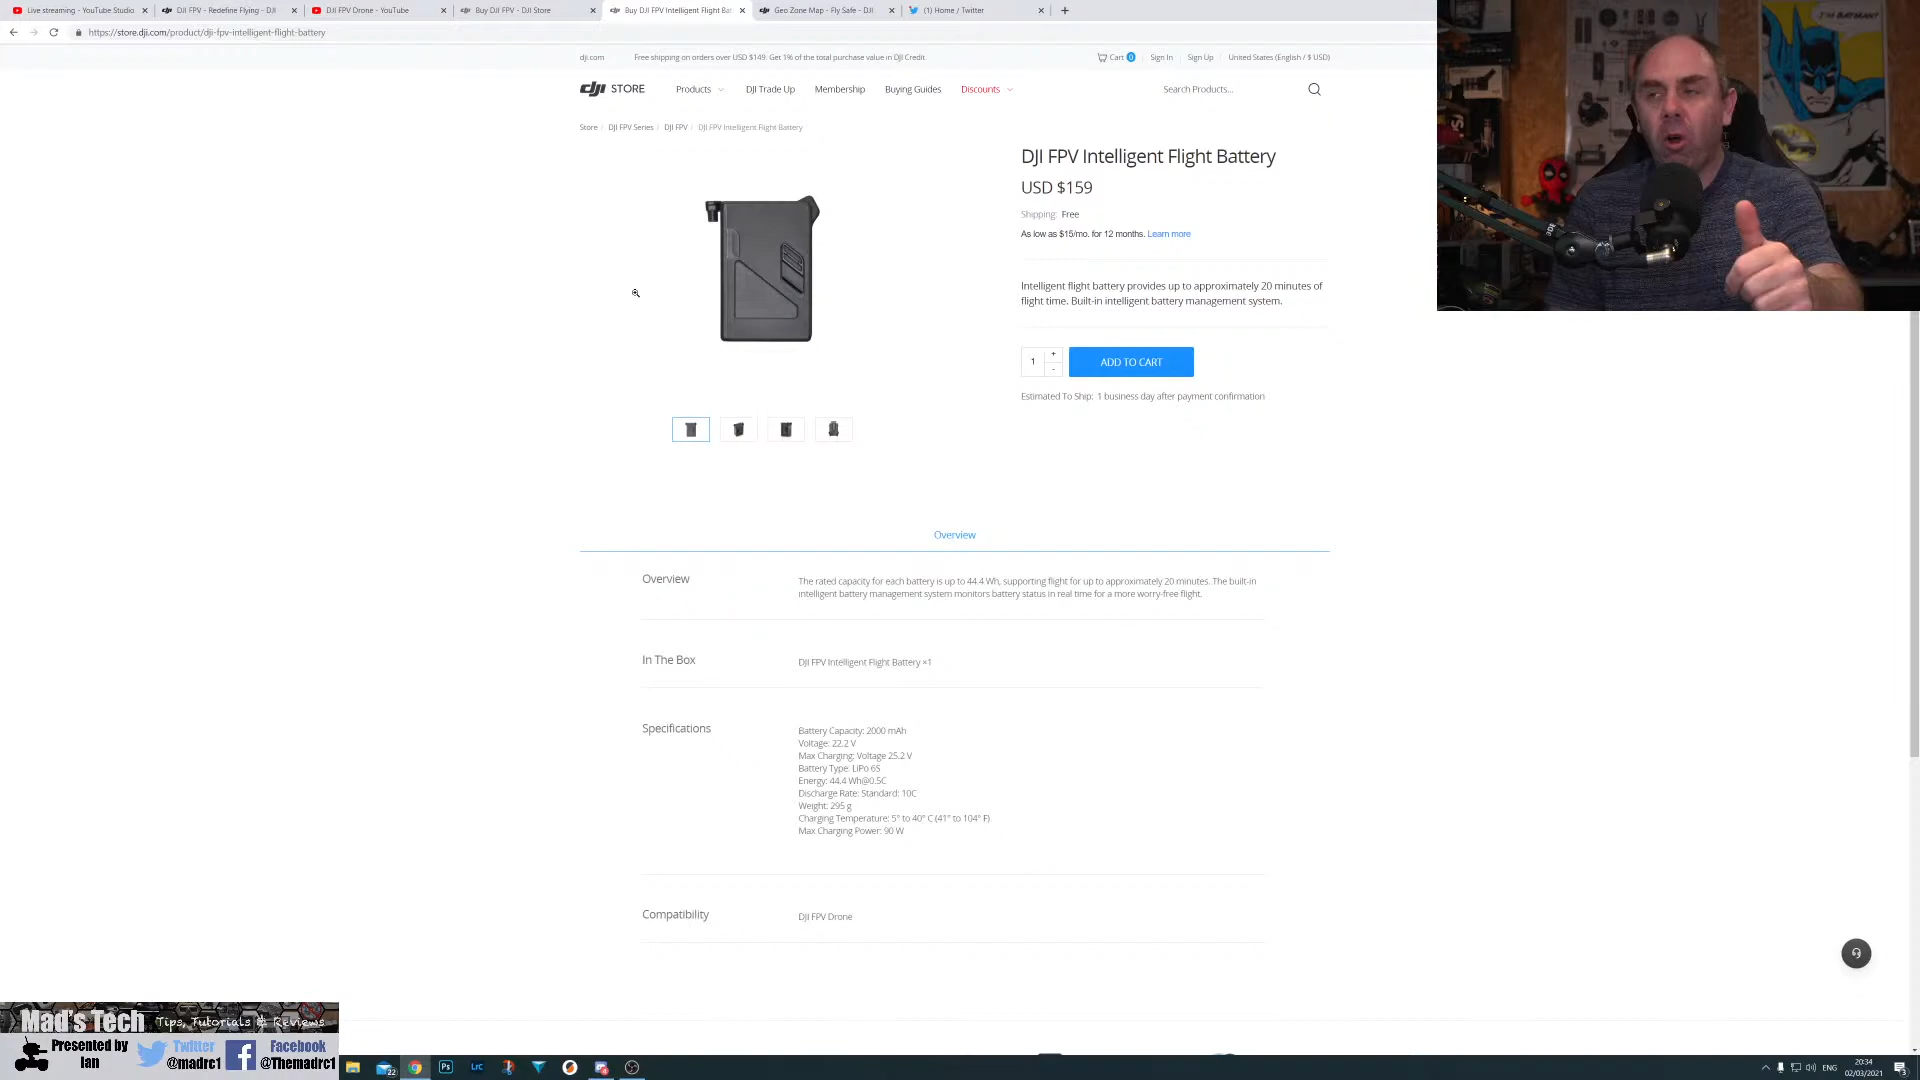 Live streaming - YouTube Studio
DJI FPV - Redefine Flying - DJI
DJI FPV Drone - YouTube
Buy DJI FPV - DJI Store
Buy DJI FPV Intelligent Flight Bat
Geo Zone Map - Fly Safe - DJI
(1) Home / Twitter
https://store.dji.com/product/dji-fpv-intelligent-flight-battery
dji.com
Free shipping on orders over USD $149. Get 1% of the total purchase value in DJI Credit.
Cart 0
Sign In
Sign Up
United States (English / $ USD)
dji STORE
Products
DJI Trade Up
Membership
Buying Guides
Discounts
Search Products...
Store / DJI FPV Series / DJI FPV / DJI FPV Intelligent Flight Battery
DJI FPV Intelligent Flight Battery
USD $159
Shipping: Free
As low as $15/mo. for 12 months. Learn more
Intelligent flight battery provides up to approximately 20 minutes of
flight time. Built-in intelligent battery management system.
1 + -
ADD TO CART
Estimated To Ship: 1 business day after payment confirmation
Overview
Overview
The rated capacity for each battery is up to 44.4 Wh, supporting flight for up to approximately 20 minutes. The built-in
intelligent battery management system monitors battery status in real time for a more worry-free flight.
In The Box
DJI FPV Intelligent Flight Battery ×1
Specifications
Battery Capacity: 2000 mAh
Voltage: 22.2 V
Max Charging: Voltage 25.2 V
Battery Type: LiPo 6S
Energy: 44.4 Wh@0.5C
Discharge Rate: Standard: 10C
Weight: 295 g
Charging Temperature: 5° to 40° C (41° to 104° F)
Max Charging Power: 90 W
Compatibility
DJI FPV Drone
I'M BATMAN!
Mad's Tech Tips, Tutorials & Reviews
Presented by
Ian
Twitter
@madrc1
Facebook
@Themadrc1
22
Ps
Lrc
ENG
20:34
02/03/2021
3